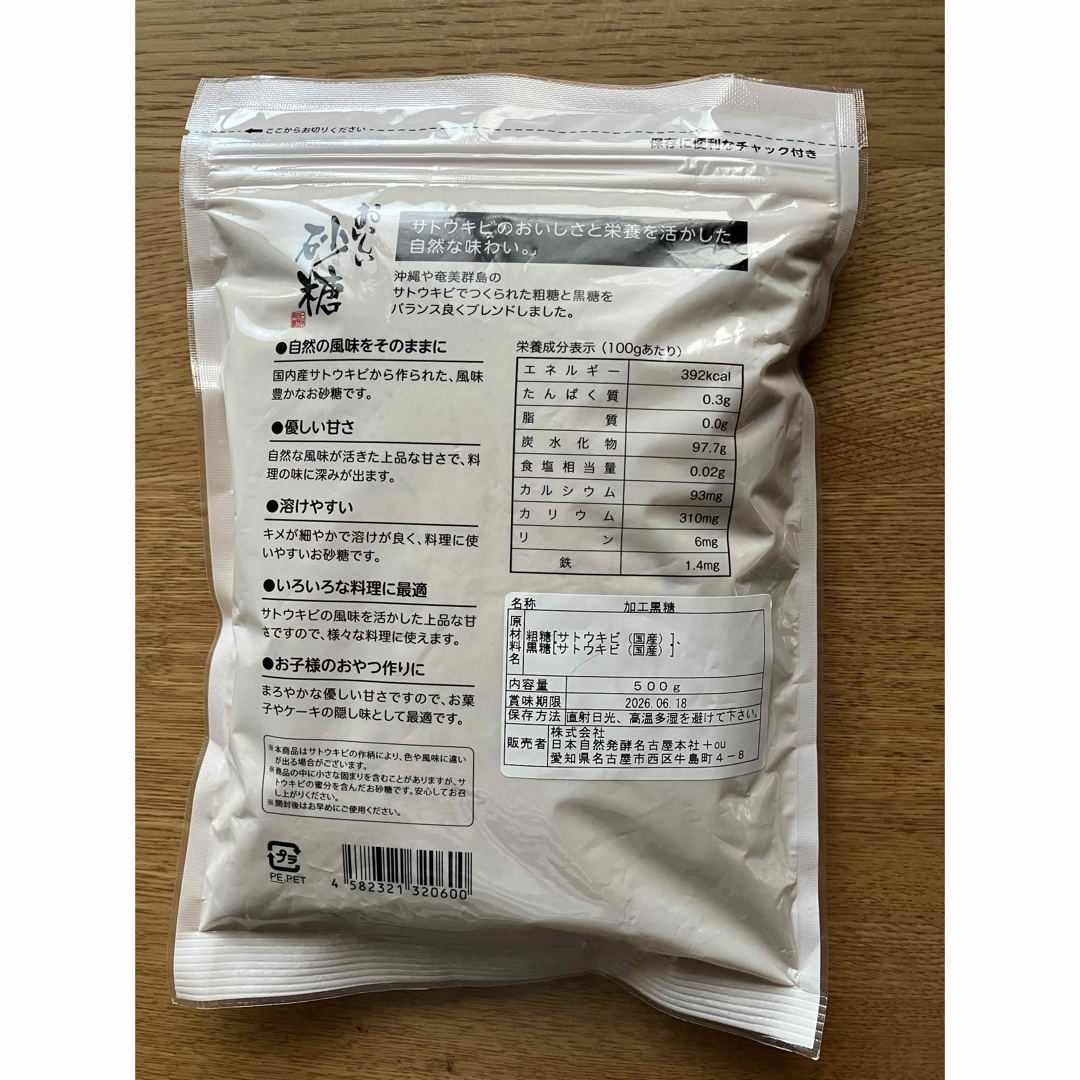 ここからお切りください
保存に便利なチャック付き
おいしい
砂糖
サトウキビのおいしさと栄養を活かした
自然な味わい。
沖縄や奄美群島の
サトウキビでつくられた粗糖と黒糖を
バランス良くブレンドしました。
●自然の風味をそのままに
国内産サトウキビから作られた、風味
豊かなお砂糖です。
●優しい甘さ
自然な風味が活きた上品な甘さで、料
理の味に深みが出ます。
●溶けやすい
キメが細やかで溶けが良く、料理に使
いやすいお砂糖です。
●いろいろな料理に最適
サトウキビの風味を活かした上品な甘
さですので、様々な料理に使えます。
●お子様のおやつ作りに
まろやかな優しい甘さですので、お菓
子やケーキの隠し味として最適です。
※本商品はサトウキビの作柄により、色や風味に違い
が出る場合がございます。
※商品の中に小さな固まりを含むことがありますが、サ
トウキビの蜜分を含んだお砂糖です。安心してお召
し上がりください。
※開封後はお早めにご使用ください。
プラ
PE,PET
4 582321 320600
栄養成分表示（100gあたり）
エネルギー 392kcal
たんぱく質 0.3g
脂質 0.0g
炭水化物 97.7g
食塩相当量 0.02g
カルシウム 93mg
カリウム 310mg
リン 6mg
鉄 1.4mg
名称 加工黒糖
原材料名 粗糖[サトウキビ（国産）]、
黒糖[サトウキビ（国産）]
内容量 500g
賞味期限 2026.06.18
保存方法 直射日光、高温多湿を避けて下さい。
販売者 株式会社
日本自然発酵名古屋本社＋ou
愛知県名古屋市西区牛島町4－8